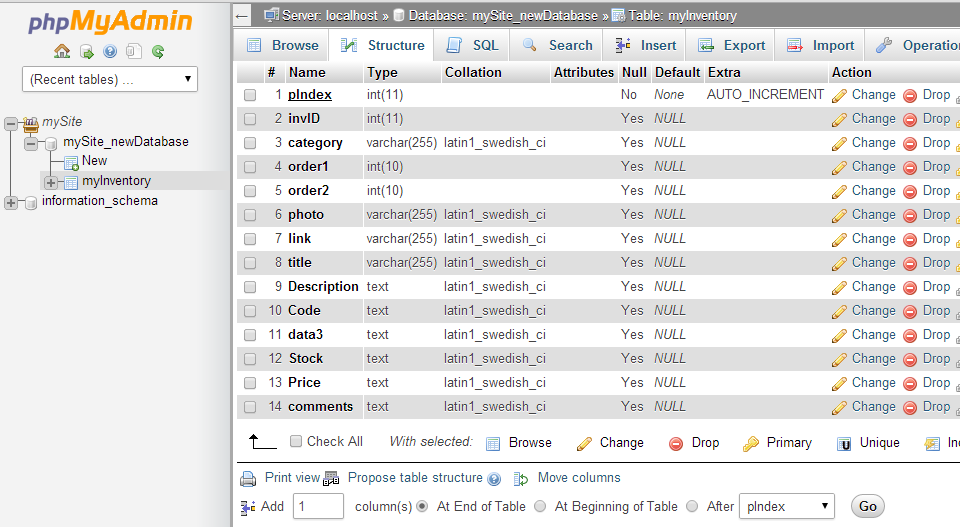 phpMyAdmin
(Recent tables) ...
mySite
mySite_newDatabase
New
myInventory
information_schema
Server: localhost » Database: mySite_newDatabase » Table: myInventory
Browse Structure SQL Search Insert Export Import Operatio
# Name Type Collation Attributes Null Default Extra Action
1 pIndex int(11) No None AUTO_INCREMENT Change Drop
2 invID int(11) Yes NULL Change Drop
3 category varchar(255) latin1_swedish_ci Yes NULL Change Drop
4 order1 int(10) Yes NULL Change Drop
5 order2 int(10) Yes NULL Change Drop
6 photo varchar(255) latin1_swedish_ci Yes NULL Change Drop
7 link varchar(255) latin1_swedish_ci Yes NULL Change Drop
8 title varchar(255) latin1_swedish_ci Yes NULL Change Drop
9 Description text latin1_swedish_ci Yes NULL Change Drop
10 Code text latin1_swedish_ci Yes NULL Change Drop
11 data3 text latin1_swedish_ci Yes NULL Change Drop
12 Stock text latin1_swedish_ci Yes NULL Change Drop
13 Price text latin1_swedish_ci Yes NULL Change Drop
14 comments text latin1_swedish_ci Yes NULL Change Drop
Check All With selected: Browse Change Drop Primary Unique In
Print view Propose table structure Move columns
Add 1 column(s) At End of Table At Beginning of Table After pIndex Go